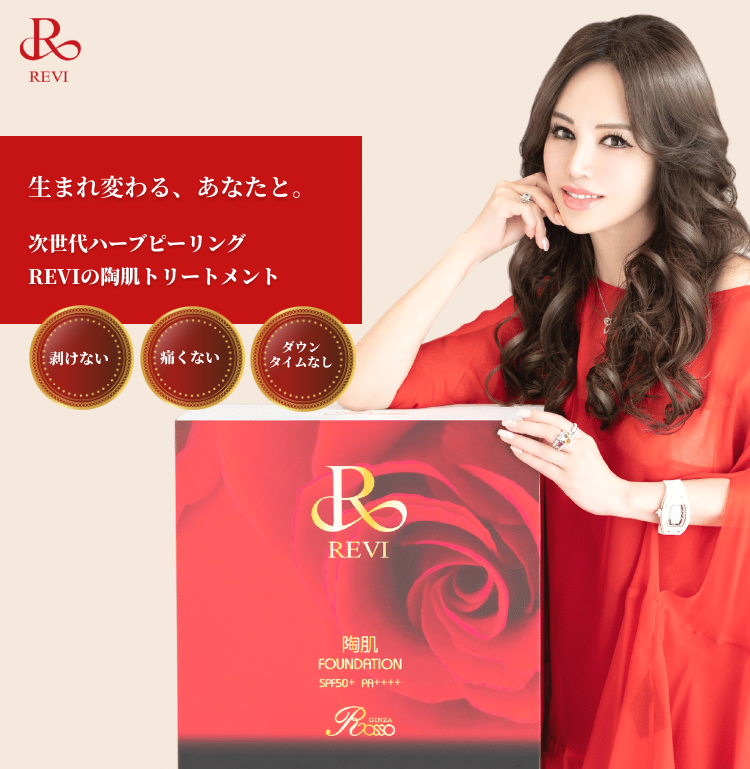 R
REVI
生まれ変わる、あなたと。
次世代ハーブピーリング
REVIの陶肌トリートメント
剥けない
痛くない
ダウン
タイムなし
R
REVI
陶肌
FOUNDATION
SPF50+ PA++++
GINZA
Rosso